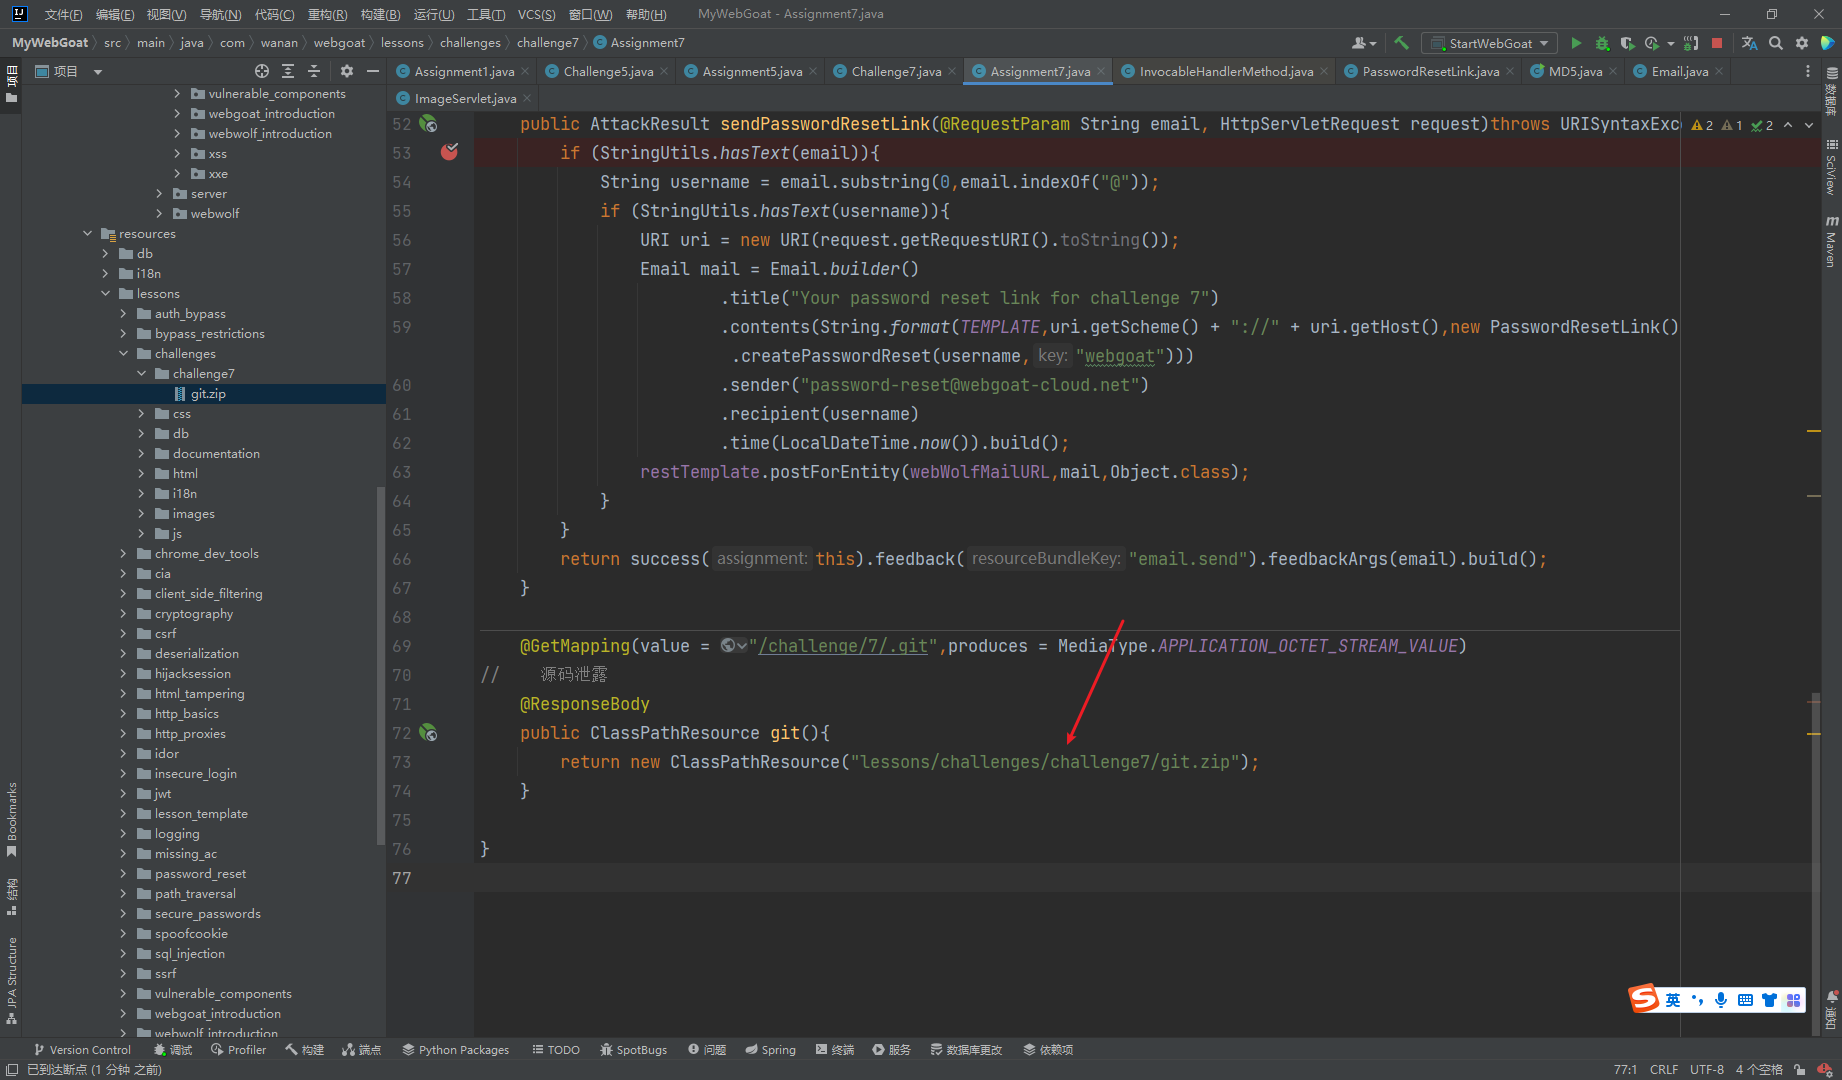 文件(F) 编辑(E) 视图(V) 导航(N) 代码(C) 重构(R) 构建(B) 运行(U) 工具(T) VCS(S) 窗口(W) 帮助(H) MyWebGoat - Assignment7.java
MyWebGoat src main java com wanan webgoat lessons challenges challenge7 Assignment7 StartWebGoat
项目
Assignment1.java Challenge5.java Assignment5.java Challenge7.java Assignment7.java InvocableHandlerMethod.java PasswordResetLink.java MD5.java Email.java
ImageServlet.java
项目
vulnerable_components
webgoat_introduction
webwolf_introduction
xss
xxe
server
webwolf
resources
db
i18n
lessons
auth_bypass
bypass_restrictions
challenges
challenge7
git.zip
css
db
documentation
html
i18n
images
js
chrome_dev_tools
cia
client_side_filtering
cryptography
csrf
deserialization
hijacksession
html_tampering
http_basics
http_proxies
idor
insecure_login
jwt
lesson_template
logging
missing_ac
password_reset
path_traversal
secure_passwords
spoofcookie
sql_injection
ssrf
vulnerable_components
webgoat_introduction
webwolf_introduction
Bookmarks
结构
JPA Structure
52 public AttackResult sendPasswordResetLink(@RequestParam String email, HttpServletRequest request)throws URISyntaxExc 2 1 2
53 if (StringUtils.hasText(email)){
54 String username = email.substring(0,email.indexOf("@"));
55 if (StringUtils.hasText(username)){
56 URI uri = new URI(request.getRequestURI().toString());
57 Email mail = Email.builder()
58 .title("Your password reset link for challenge 7")
59 .contents(String.format(TEMPLATE,uri.getScheme() + "://" + uri.getHost(),new PasswordResetLink()
.createPasswordReset(username, key: "webgoat")))
60 .sender("password-reset@webgoat-cloud.net")
61 .recipient(username)
62 .time(LocalDateTime.now()).build();
63 restTemplate.postForEntity(webWolfMailURL,mail,Object.class);
64 }
65 }
66 return success( assignment: this).feedback( resourceBundleKey: "email.send").feedbackArgs(email).build();
67 }
68
69 @GetMapping(value = "/challenge/7/.git",produces = MediaType.APPLICATION_OCTET_STREAM_VALUE)
70 // 源码泄露
71 @ResponseBody
72 public ClassPathResource git(){
73 return new ClassPathResource("lessons/challenges/challenge7/git.zip");
74 }
75
76 }
77
数据库
SciView
m Maven
通知
英
Version Control 调试 Profiler 构建 端点 Python Packages TODO SpotBugs 问题 Spring 终端 服务 数据库更改 依赖项
已到达断点 (1 分钟 之前) 77:1 CRLF UTF-8 4 个空格